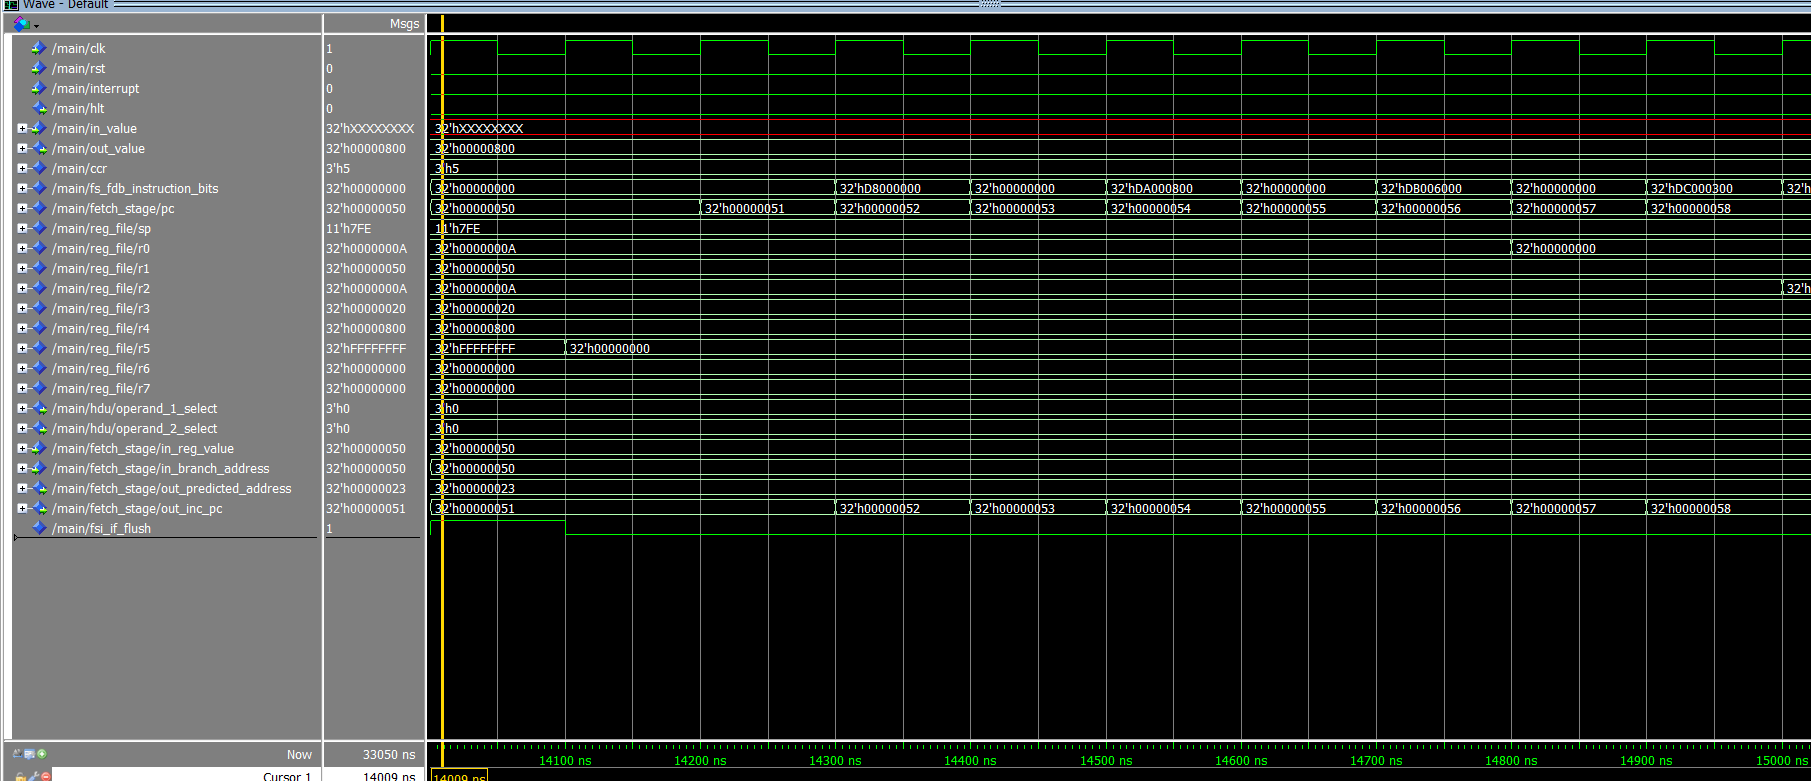 Wave - Default
Msgs
/main/clk 1
/main/rst 0
/main/interrupt 0
/main/hlt 0
/main/in_value 32'hXXXXXXXX 32'hXXXXXXXX
/main/out_value 32'h00000800 32'h00000800
/main/ccr 3'h5 3'h5
/main/fs_fdb_instruction_bits 32'h00000000 32'h00000000 32'hD8000000 32'h00000000 32'hDA000800 32'h00000000 32'hDB006000 32'h00000000 32'hDC000300 32'h
/main/fetch_stage/pc 32'h00000050 32'h00000050 32'h00000051 32'h00000052 32'h00000053 32'h00000054 32'h00000055 32'h00000056 32'h00000057 32'h00000058
/main/reg_file/sp 11'h7FE 11'h7FE
/main/reg_file/r0 32'h0000000A 32'h0000000A 32'h00000000
/main/reg_file/r1 32'h00000050 32'h00000050
/main/reg_file/r2 32'h0000000A 32'h0000000A 32'h
/main/reg_file/r3 32'h00000020 32'h00000020
/main/reg_file/r4 32'h00000800 32'h00000800
/main/reg_file/r5 32'hFFFFFFFF 32'hFFFFFFFF 32'h00000000
/main/reg_file/r6 32'h00000000 32'h00000000
/main/reg_file/r7 32'h00000000 32'h00000000
/main/hdu/operand_1_select 3'h0 3'h0
/main/hdu/operand_2_select 3'h0 3'h0
/main/fetch_stage/in_reg_value 32'h00000050 32'h00000050
/main/fetch_stage/in_branch_address 32'h00000050 32'h00000050
/main/fetch_stage/out_predicted_address 32'h00000023 32'h00000023
/main/fetch_stage/out_inc_pc 32'h00000051 32'h00000051 32'h00000052 32'h00000053 32'h00000054 32'h00000055 32'h00000056 32'h00000057 32'h00000058
/main/fsi_if_flush 1
Now 33050 ns 14100 ns 14200 ns 14300 ns 14400 ns 14500 ns 14600 ns 14700 ns 14800 ns 14900 ns 15000 ns
Cursor 1 14009 ns 14009 ns